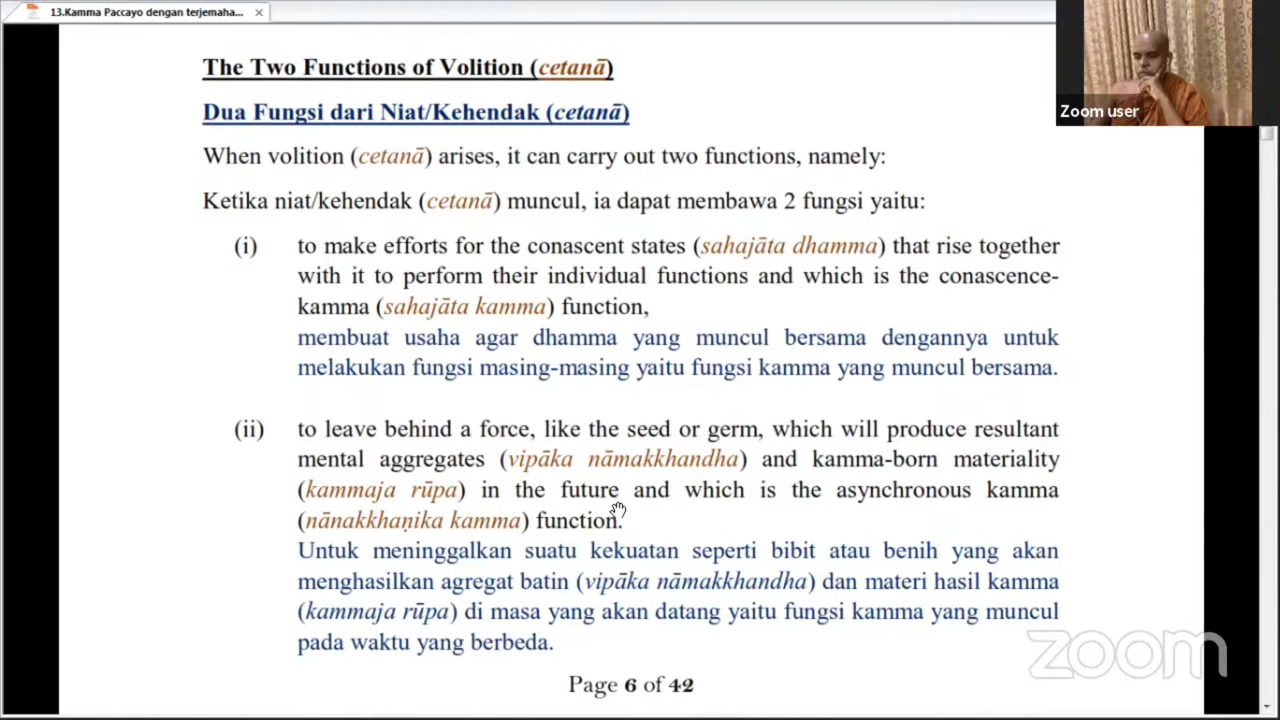 13.Kamma Paccayo dengan terjemaha...
Zoom user
The Two Functions of Volition (cetanā)
Dua Fungsi dari Niat/Kehendak (cetanā)
When volition (cetanā) arises, it can carry out two functions, namely:
Ketika niat/kehendak (cetanā) muncul, ia dapat membawa 2 fungsi yaitu:
(i) to make efforts for the conascent states (sahajāta dhamma) that rise together
with it to perform their individual functions and which is the conascence-
kamma (sahajāta kamma) function,
membuat usaha agar dhamma yang muncul bersama dengannya untuk
melakukan fungsi masing-masing yaitu fungsi kamma yang muncul bersama.
(ii) to leave behind a force, like the seed or germ, which will produce resultant
mental aggregates (vipāka nāmakkhandha) and kamma-born materiality
(kammaja rūpa) in the future and which is the asynchronous kamma
(nānakkhaṇika kamma) function.
Untuk meninggalkan suatu kekuatan seperti bibit atau benih yang akan
menghasilkan agregat batin (vipāka nāmakkhandha) dan materi hasil kamma
(kammaja rūpa) di masa yang akan datang yaitu fungsi kamma yang muncul
pada waktu yang berbeda.
zoom
Page 6 of 42